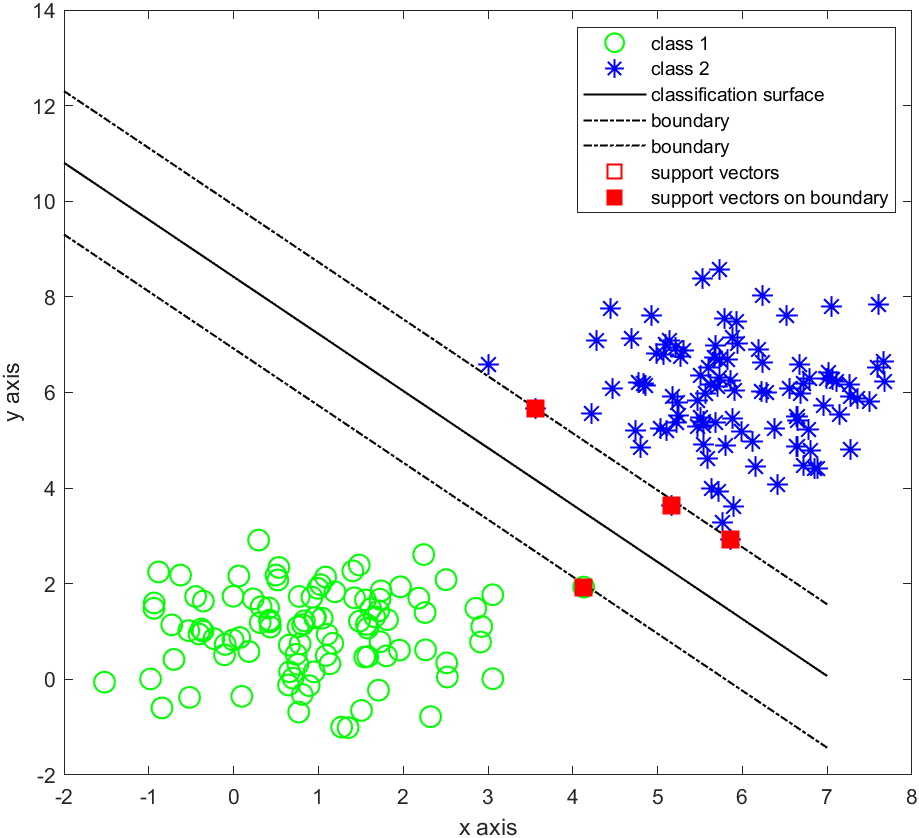 14
12
10
8
6
4
2
0
-2
y axis
class 1
class 2
classification surface
boundary
boundary
support vectors
support vectors on boundary
-2 -1 0 1 2 3 4 5 6 7 8
x axis